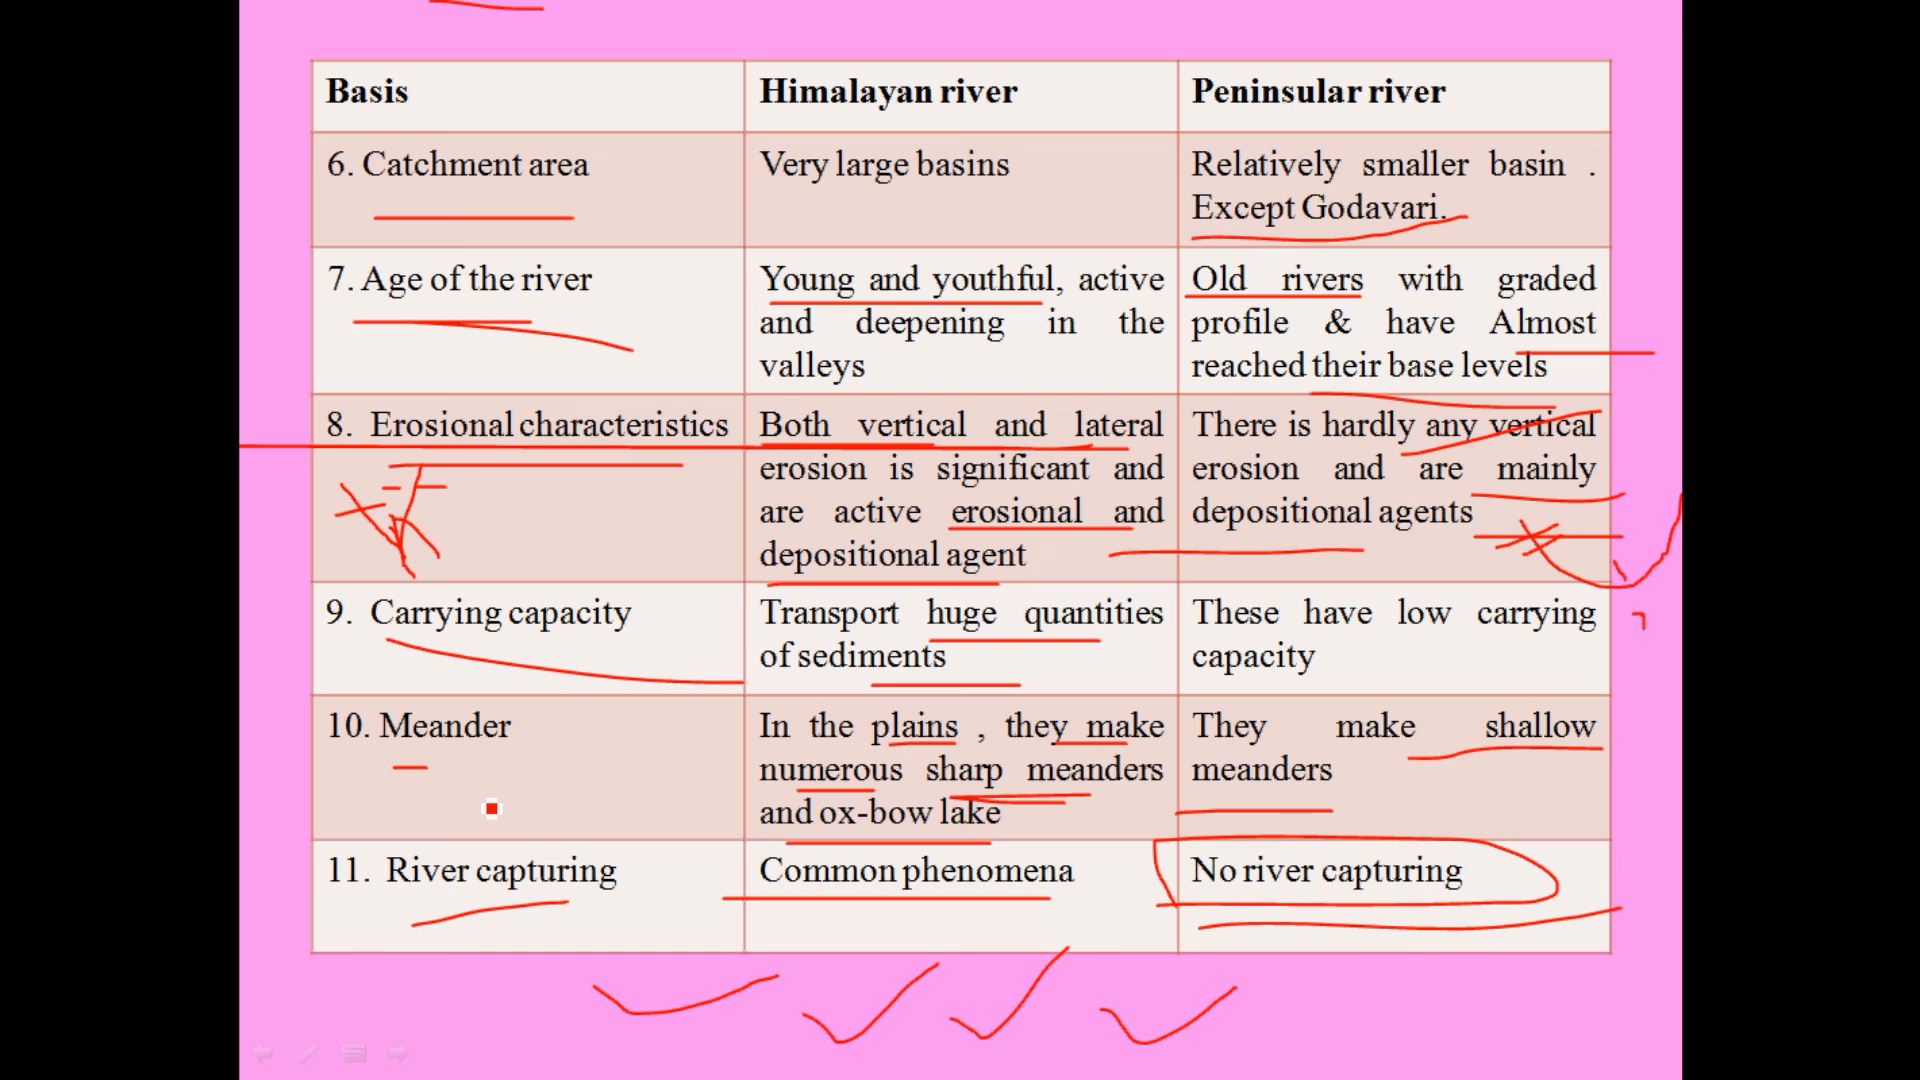 Basis
Himalayan river
Peninsular river
6. Catchment area
Very large basins
Relatively smaller basin .
Except Godavari.
7. Age of the river
Young and youthful, active
and deepening in the
valleys
Old rivers with graded
profile & have Almost
reached their base levels
8. Erosional characteristics
Both vertical and lateral
erosion is significant and
are active erosional and
depositional agent
There is hardly any vertical
erosion and are mainly
depositional agents
9. Carrying capacity
Transport huge quantities
of sediments
These have low carrying
capacity
10. Meander
In the plains , they make
numerous sharp meanders
and ox-bow lake
They make shallow
meanders
11. River capturing
Common phenomena
No river capturing